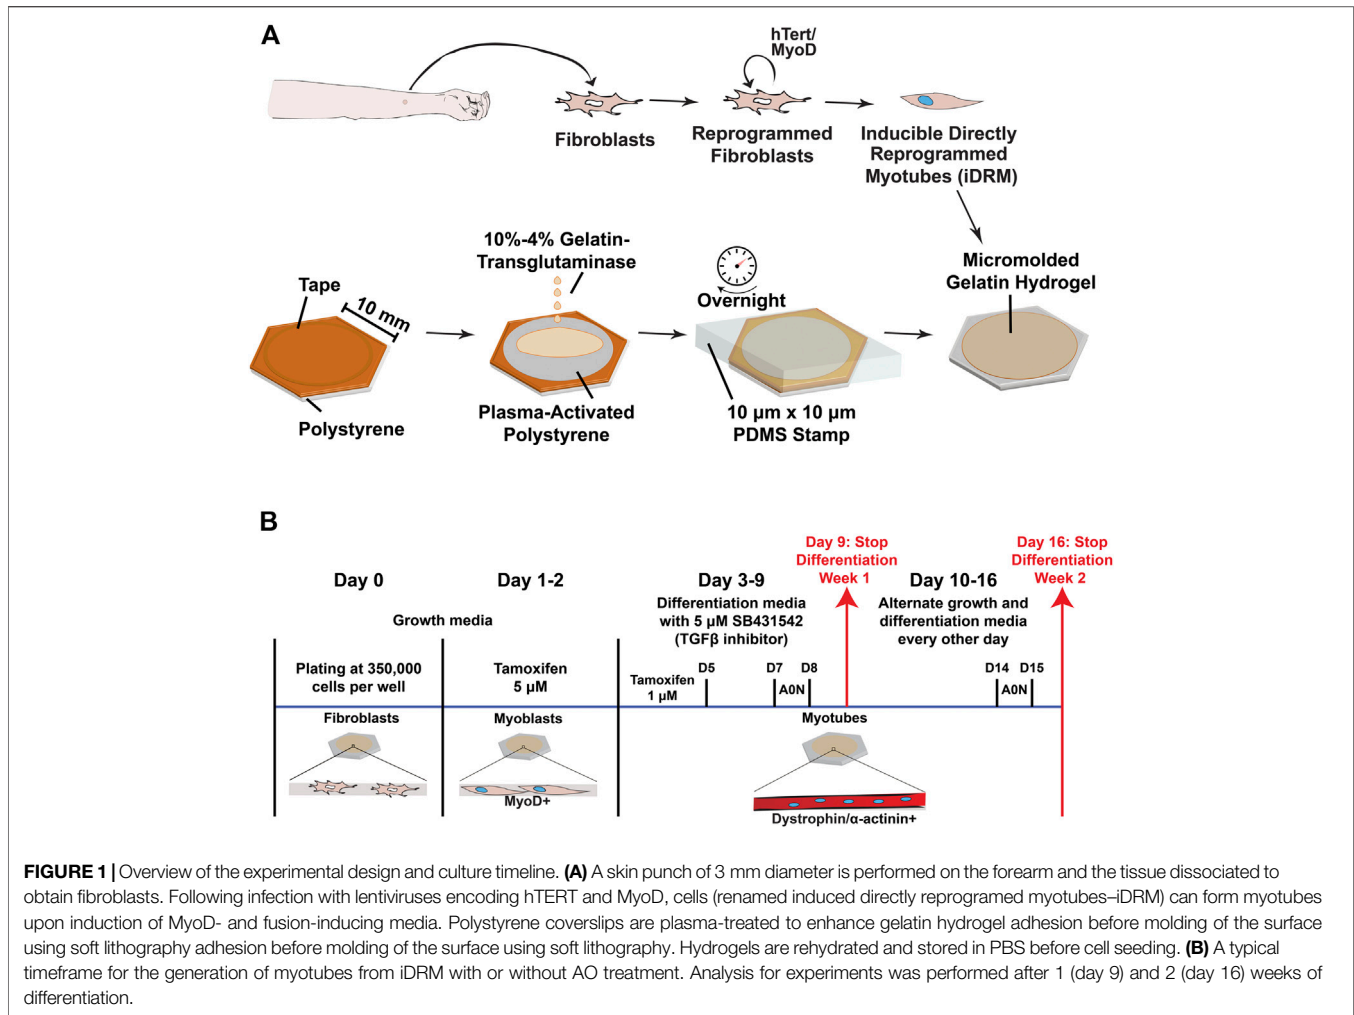 A
hTert/
MyoD
Fibroblasts
Reprogrammed
Fibroblasts
Inducible Directly
Reprogrammed
Myotubes (iDRM)
10%-4% Gelatin-
Transglutaminase
Tape
10 mm
Overnight
Micromolded
Gelatin Hydrogel
Polystyrene
Plasma-Activated
Polystyrene
10 µm x 10 µm
PDMS Stamp
B
Day 0
Day 1-2
Day 3-9
Day 9: Stop
Differentiation
Week 1
Day 10-16
Day 16: Stop
Differentiation
Week 2
Growth media
Differentiation media
with 5 µM SB431542
(TGFβ inhibitor)
Alternate growth and
differentiation media
every other day
Plating at 350,000
cells per well
Tamoxifen
5 µM
Tamoxifen
1 µM
D5
D7
A0N
D8
D14
A0N
D15
Fibroblasts
Myoblasts
Myotubes
MyoD+
Dystrophin/α-actinin+
FIGURE 1 | Overview of the experimental design and culture timeline. (A) A skin punch of 3 mm diameter is performed on the forearm and the tissue dissociated to
obtain fibroblasts. Following infection with lentiviruses encoding hTERT and MyoD, cells (renamed induced directly reprogramed myotubes–iDRM) can form myotubes
upon induction of MyoD- and fusion-inducing media. Polystyrene coverslips are plasma-treated to enhance gelatin hydrogel adhesion before molding of the surface
using soft lithography adhesion before molding of the surface using soft lithography. Hydrogels are rehydrated and stored in PBS before cell seeding. (B) A typical
timeframe for the generation of myotubes from iDRM with or without AO treatment. Analysis for experiments was performed after 1 (day 9) and 2 (day 16) weeks of
differentiation.